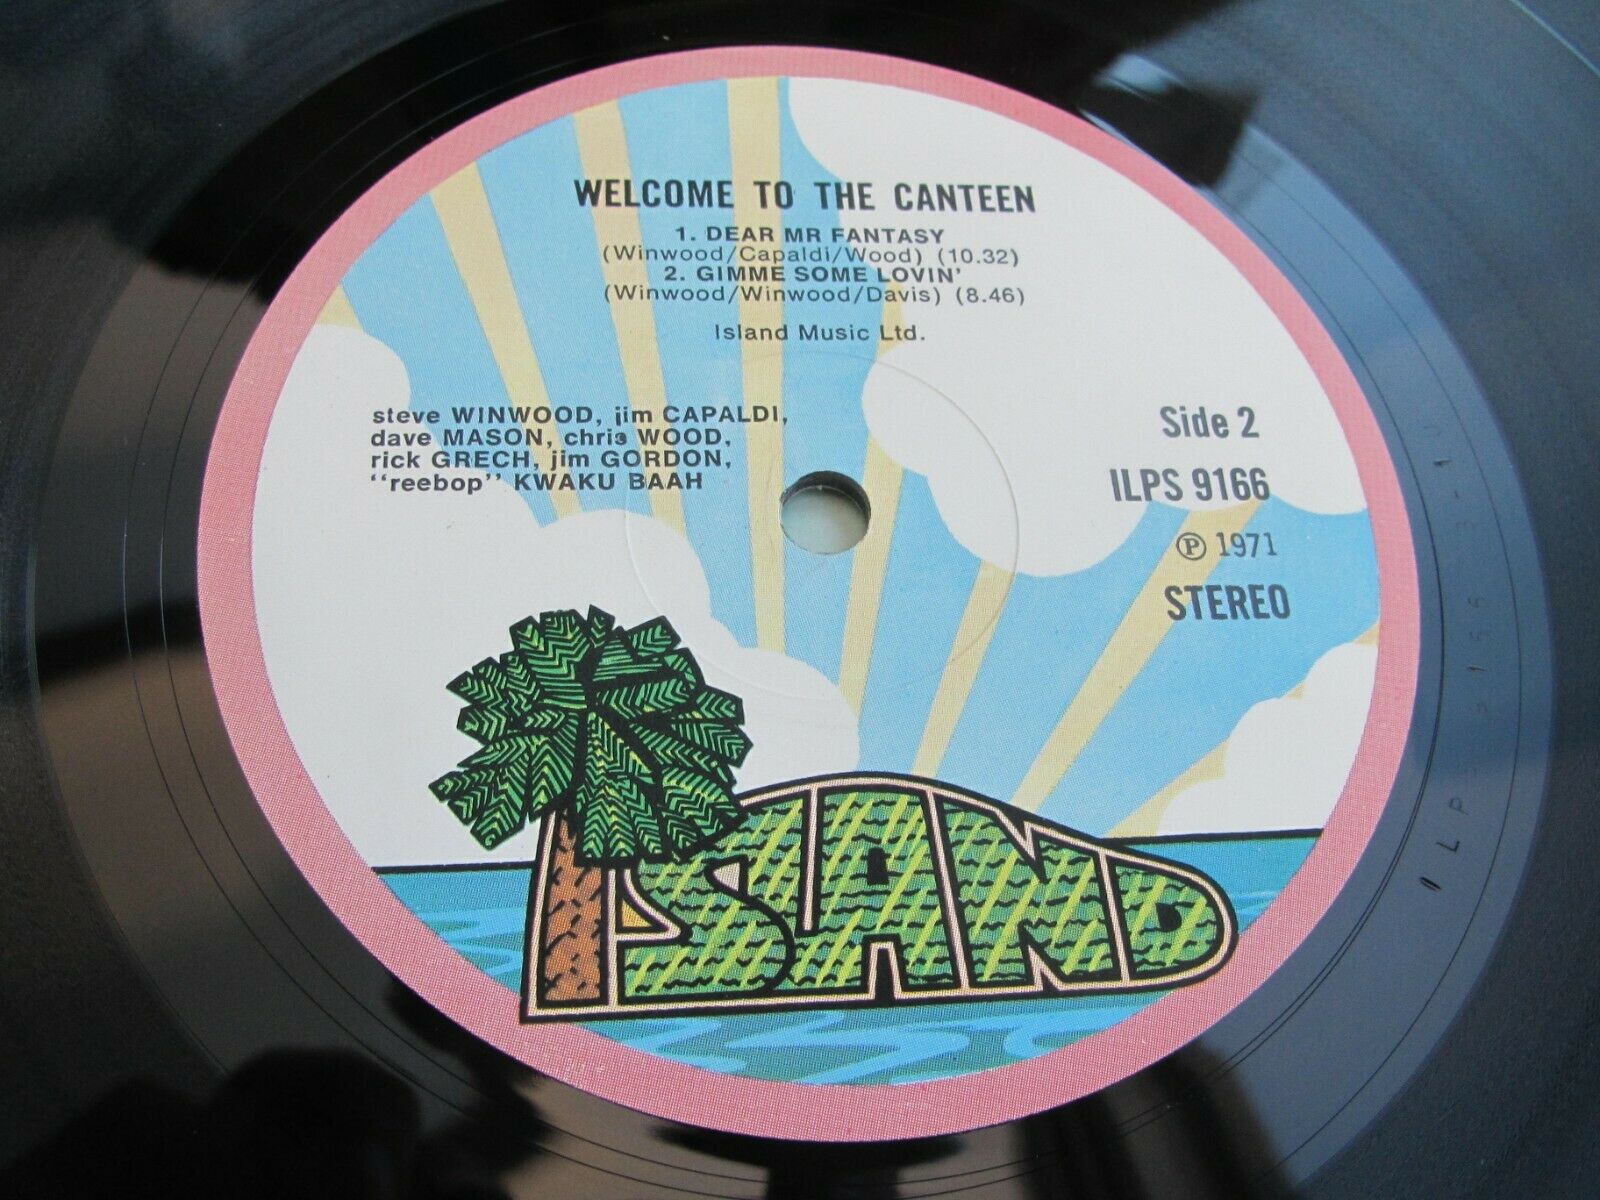 WELCOME TO THE CANTEEN
1. DEAR MR FANTASY
(Winwood/Capaldi/Wood) (10.32)
2. GIMME SOME LOVIN'
(Winwood/Winwood/Davis) (8.46)
Island Music Ltd.
steve WINWOOD, jim CAPALDI,
dave MASON, chris WOOD,
rick GRECH, jim GORDON,
"reebop" KWAKU BAAH
Side 2
ILPS 9166
Ⓟ 1971
STEREO
ISLAND